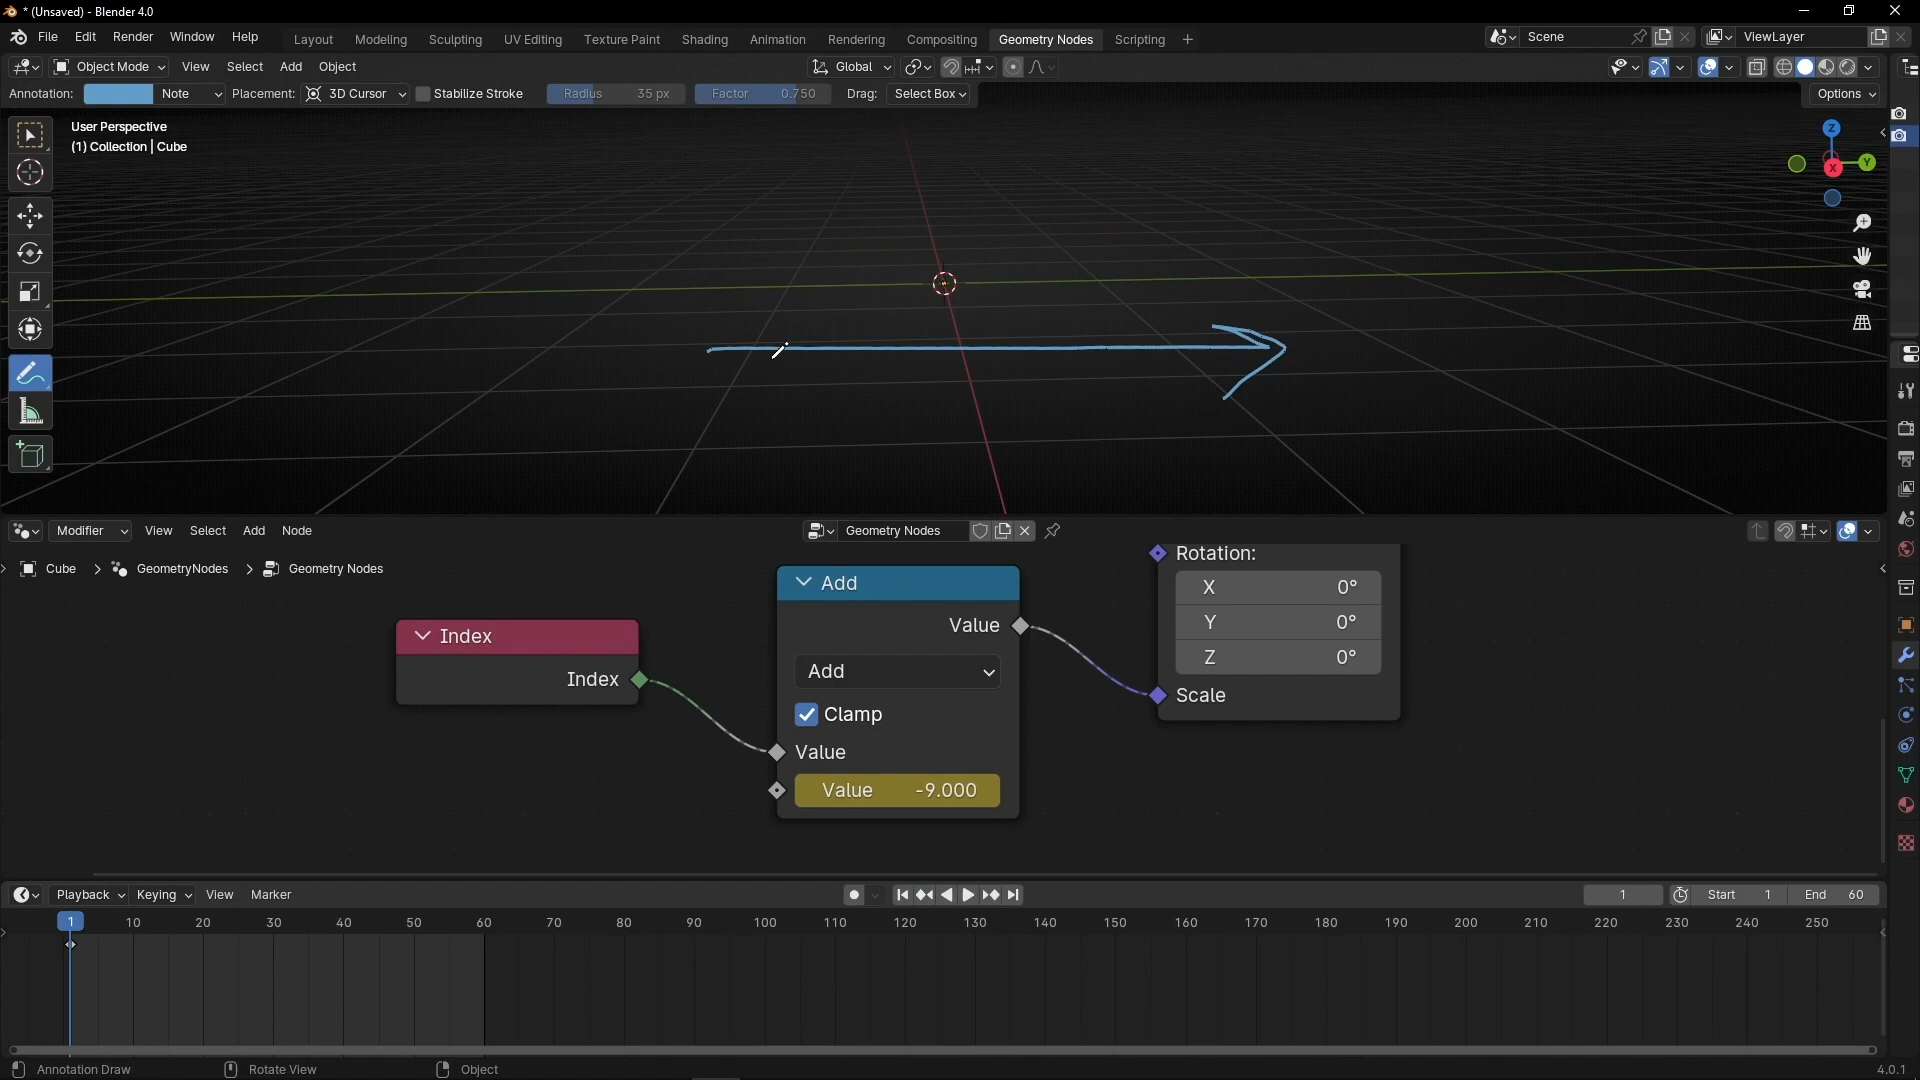 * (Unsaved) - Blender 4.0
File Edit Render Window Help Layout Modeling Sculpting UV Editing Texture Paint Shading Animation Rendering Compositing Geometry Nodes Scripting + Scene ViewLayer
Object Mode View Select Add Object Global
Annotation: Note Placement: 3D Cursor Stabilize Stroke Radius 35 px Factor 0.750 Drag: Select Box Options
User Perspective
(1) Collection | Cube
Z
Y
X
Modifier View Select Add Node Geometry Nodes
Cube > GeometryNodes > Geometry Nodes
Rotation:
X 0°
Y 0°
Z 0°
Scale
Add
Value
Add
Clamp
Value
Value -9.000
Index
Index
Playback Keying View Marker 1 Start 1 End 60
1 10 20 30 40 50 60 70 80 90 100 110 120 130 140 150 160 170 180 190 200 210 220 230 240 250
Annotation Draw Rotate View Object 4.0.1